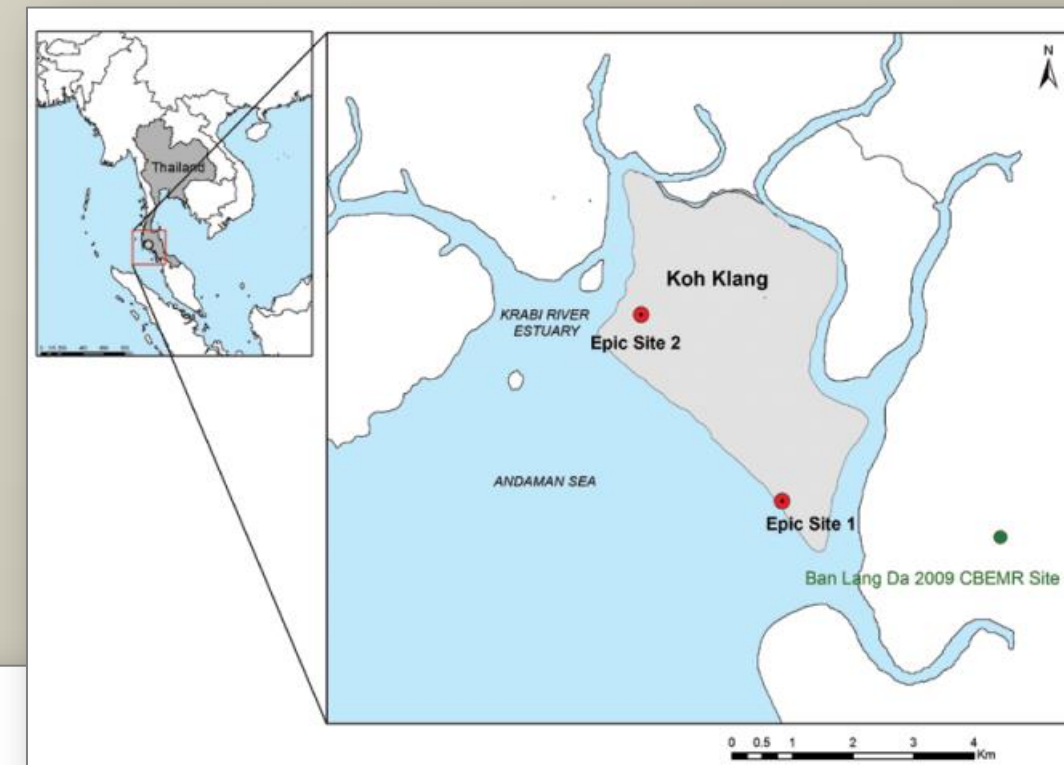 Thailand
N
Koh Klang
KRABI RIVER
ESTUARY
Epic Site 2
ANDAMAN SEA
Epic Site 1
Ban Lang Da 2009 CBEMR Site
0 0.5 1 2 3 4
Km